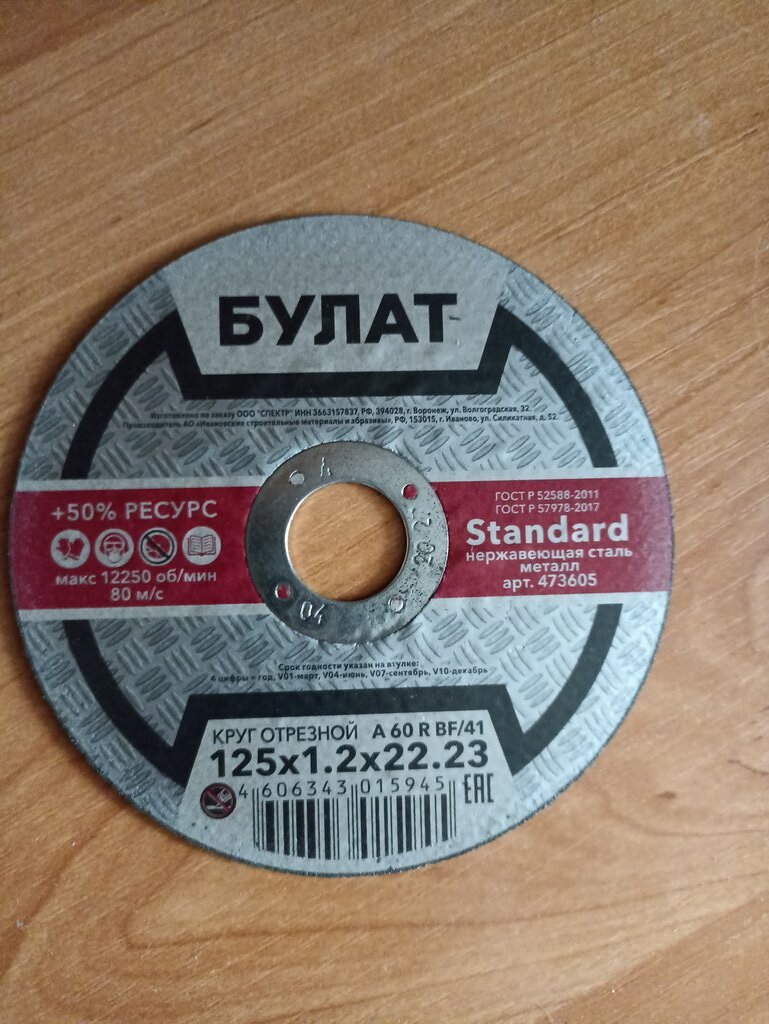 БУЛАТ
Изготовлено по заказу ООО "СПЕКТР" ИНН 3663157837, РФ, 394028, г. Воронеж, ул. Волгоградская, 32.
Производитель АО «Ивановские строительные материалы и абразивы», РФ, 153015, г. Иваново, ул. Силикатная, д. 52
+50% РЕСУРС
макс 12250 об/мин
80 м/с
ГОСТ Р 52588-2011
ГОСТ Р 57978-2017
Standard
нержавеющая сталь
металл
арт. 473605
04
Срок годности указан на втулке:
4 цифры – год, V01-март, V04-июнь, V07-сентябрь, V10-декабрь
КРУГ ОТРЕЗНОЙ A 60 R BF/41
125x1.2x22.23
4 606343 015945
EAC